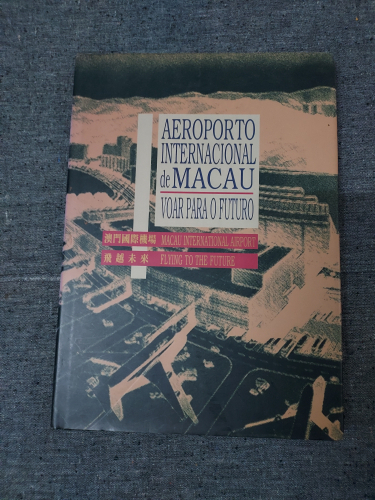 AEROPORTO
INTERNACIONAL
de MACAU
VOAR PARA O FUTURO
澳門國際機場 MACAU INTERNATIONAL AIRPORT
飛越未來 FLYING TO THE FUTURE